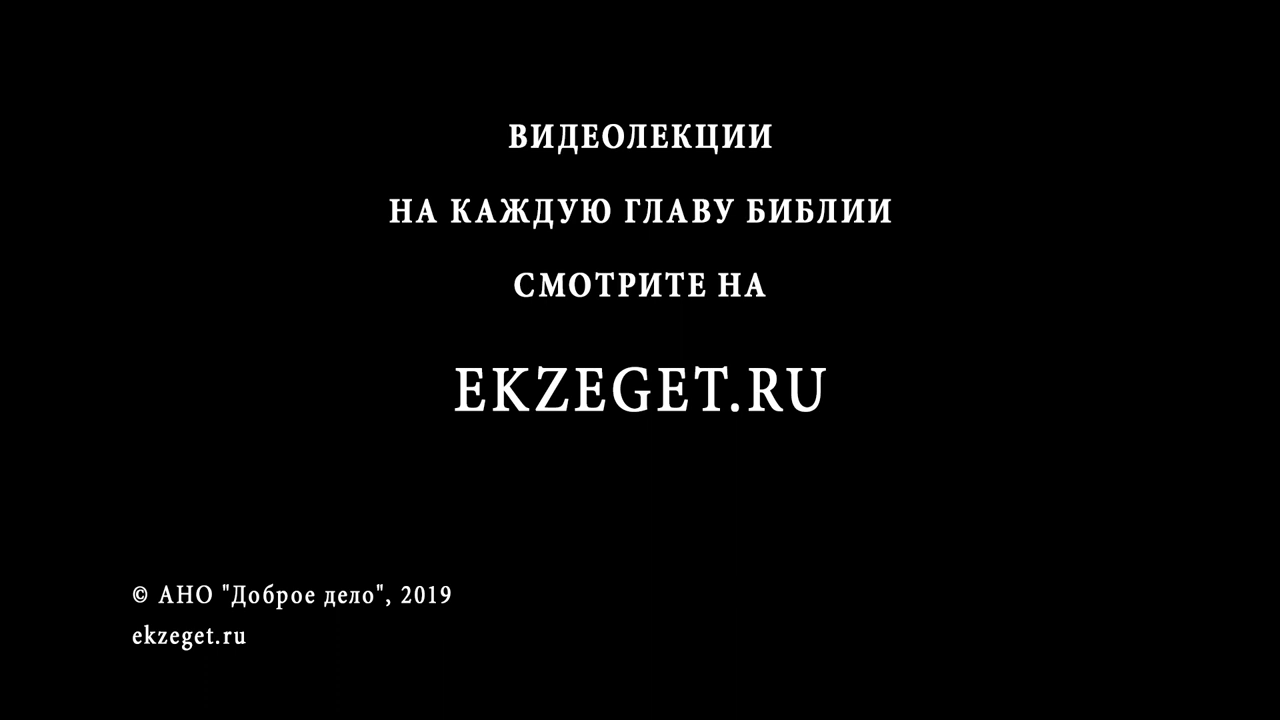 ВИДЕОЛЕКЦИИ
НА КАЖДУЮ ГЛАВУ БИБЛИИ
СМОТРИТЕ НА
EKZEGET.RU
© АНО "Доброе дело", 2019
ekzeget.ru